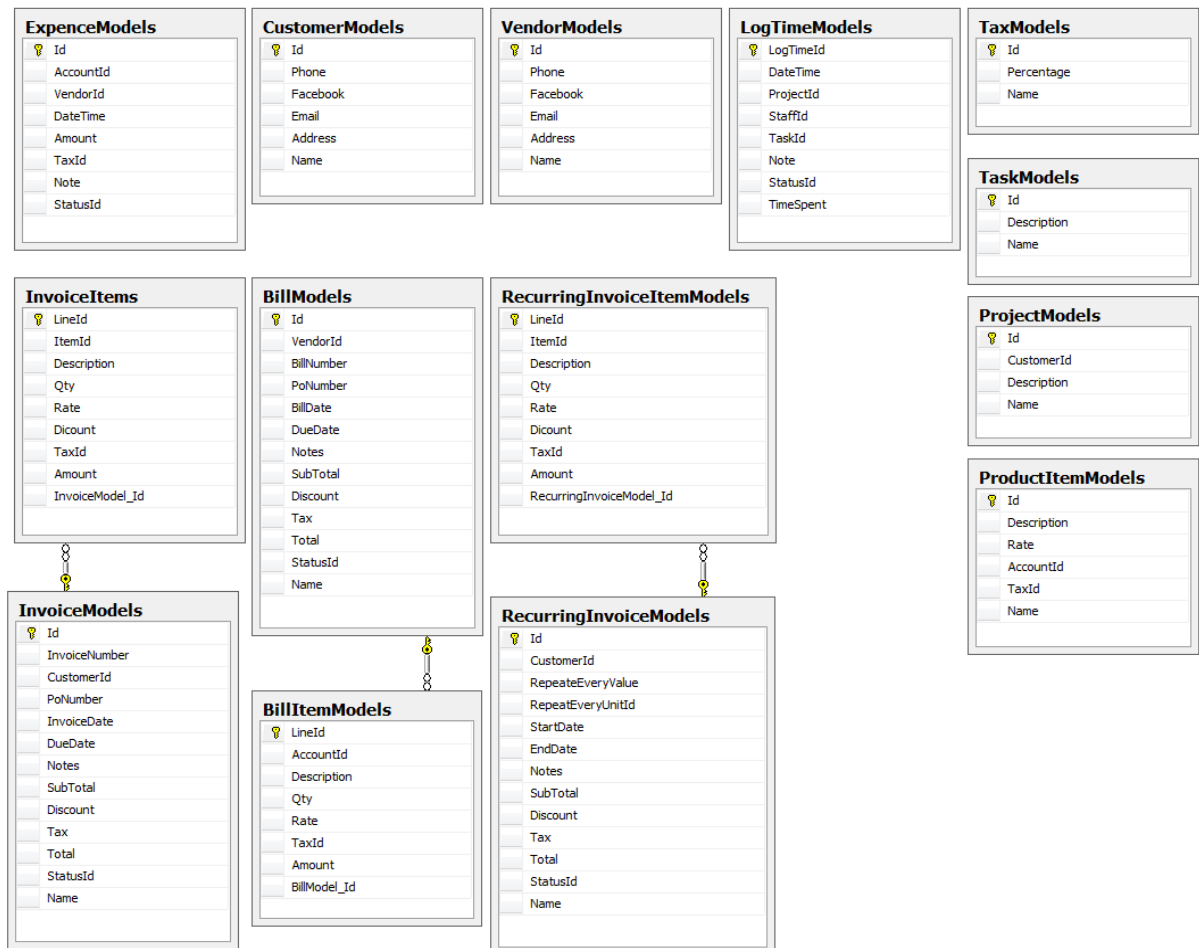 ExpenceModels
Id
AccountId
VendorId
DateTime
Amount
TaxId
Note
StatusId
CustomerModels
Id
Phone
Facebook
Email
Address
Name
VendorModels
Id
Phone
Facebook
Email
Address
Name
LogTimeModels
LogTimeId
DateTime
ProjectId
StaffId
TaskId
Note
StatusId
TimeSpent
TaxModels
Id
Percentage
Name
TaskModels
Id
Description
Name
InvoiceItems
LineId
ItemId
Description
Qty
Rate
Dicount
TaxId
Amount
InvoiceModel_Id
BillModels
Id
VendorId
BillNumber
PoNumber
BillDate
DueDate
Notes
SubTotal
Discount
Tax
Total
StatusId
Name
RecurringInvoiceItemModels
LineId
ItemId
Description
Qty
Rate
Dicount
TaxId
Amount
RecurringInvoiceModel_Id
ProjectModels
Id
CustomerId
Description
Name
ProductItemModels
Id
Description
Rate
AccountId
TaxId
Name
InvoiceModels
Id
InvoiceNumber
CustomerId
PoNumber
InvoiceDate
DueDate
Notes
SubTotal
Discount
Tax
Total
StatusId
Name
BillItemModels
LineId
AccountId
Description
Qty
Rate
TaxId
Amount
BillModel_Id
RecurringInvoiceModels
Id
CustomerId
RepeateEveryValue
RepeatEveryUnitId
StartDate
EndDate
Notes
SubTotal
Discount
Tax
Total
StatusId
Name